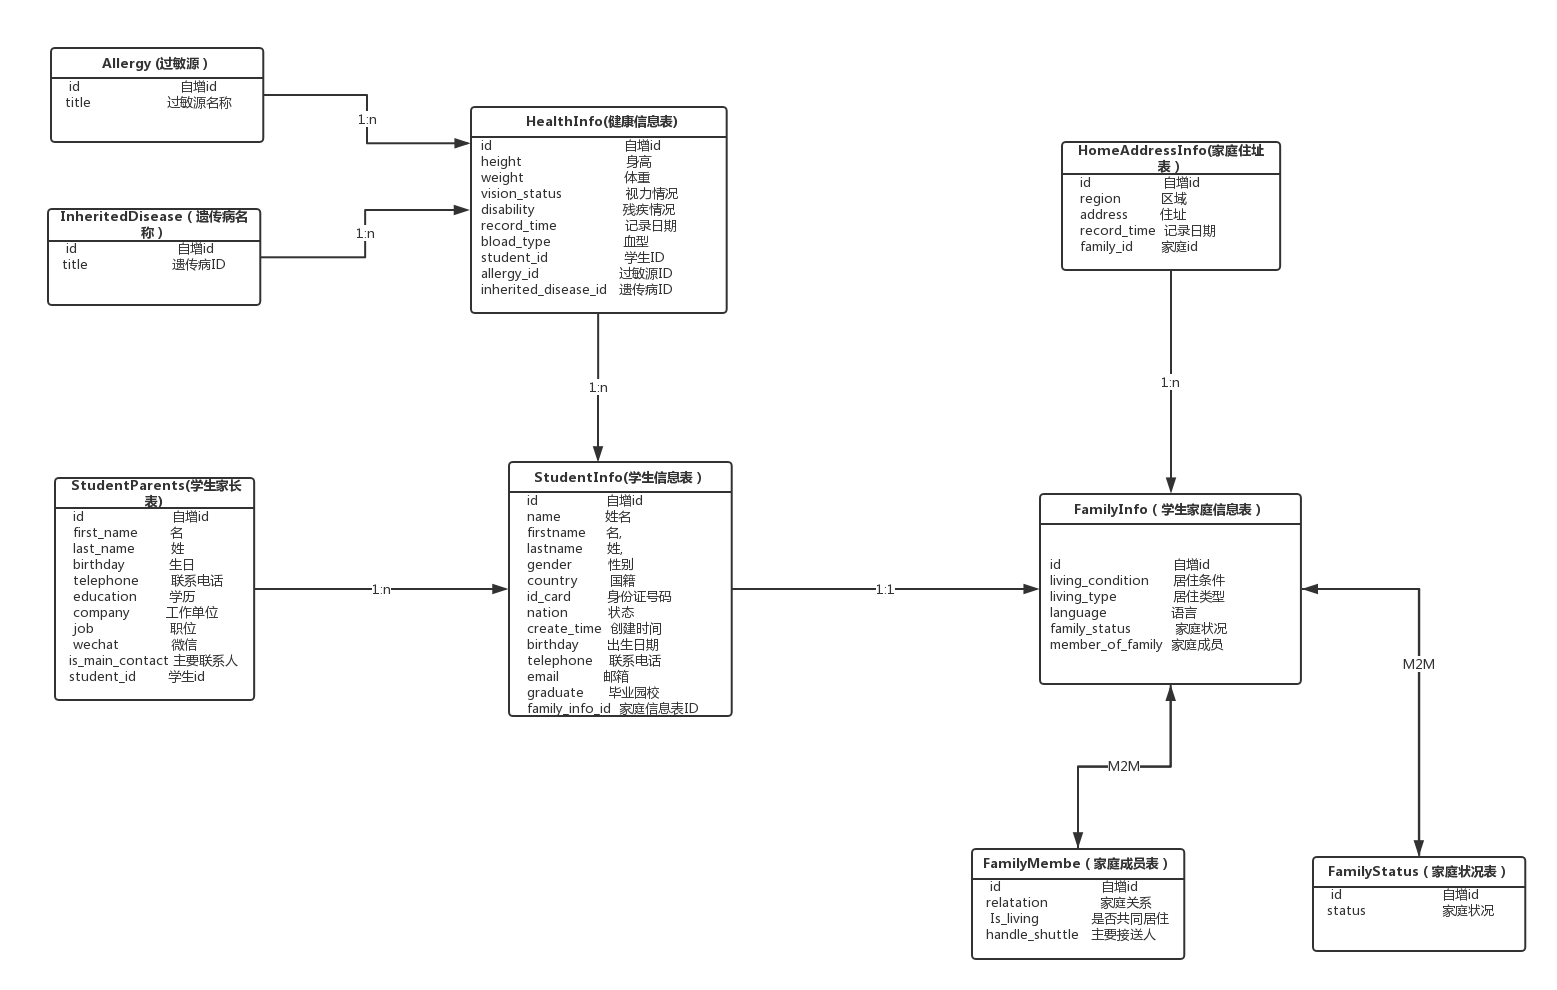 Allergy (过敏源 )
id 自增id
title 过敏源名称
1:n
InheritedDisease ( 遗传病名
称 )
id 自增id
title 遗传病ID
1:n
HealthInfo(健康信息表)
id 自增id
height 身高
weight 体重
vision_status 视力情况
disability 残疾情况
record_time 记录日期
bload_type 血型
student_id 学生ID
allergy_id 过敏源ID
inherited_disease_id 遗传病ID
1:n
HomeAddressInfo(家庭住址
表 )
id 自增id
region 区域
address 住址
record_time 记录日期
family_id 家庭id
1:n
StudentParents(学生家长
表)
id 自增id
first_name 名
last_name 姓
birthday 生日
telephone 联系电话
education 学历
company 工作单位
job 职位
wechat 微信
is_main_contact 主要联系人
student_id 学生id
1:n
StudentInfo(学生信息表 )
id 自增id
name 姓名
firstname 名,
lastname 姓,
gender 性别
country 国籍
id_card 身份证号码
nation 状态
create_time 创建时间
birthday 出生日期
telephone 联系电话
email 邮箱
graduate 毕业园校
family_info_id 家庭信息表ID
1:1
FamilyInfo ( 学生家庭信息表 )
id 自增id
living_condition 居住条件
living_type 居住类型
language 语言
family_status 家庭状况
member_of_family 家庭成员
M2M
M2M
FamilyMembe ( 家庭成员表 )
id 自增id
relatation 家庭关系
Is_living 是否共同居住
handle_shuttle 主要接送人
FamilyStatus ( 家庭状况表 )
id 自增id
status 家庭状况